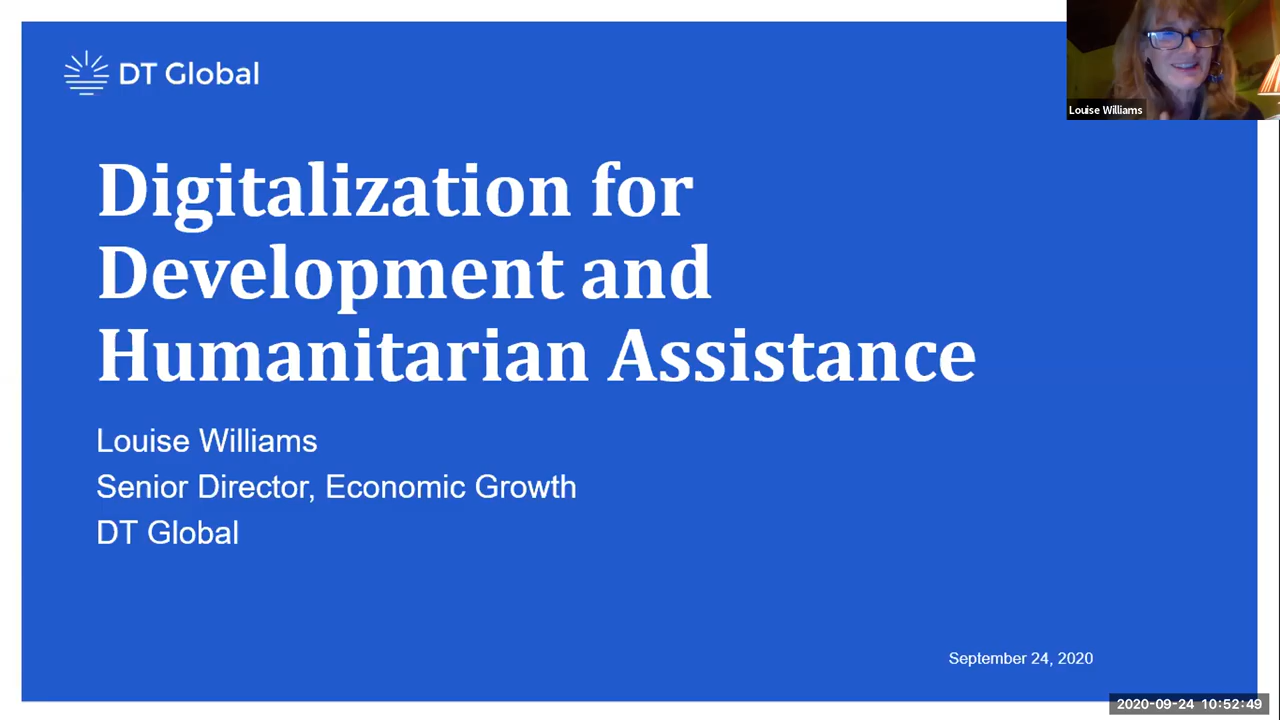 DT Global
Louise Williams
Digitalization for
Development and
Humanitarian Assistance
Louise Williams
Senior Director, Economic Growth
DT Global
September 24, 2020
2020-09-24 10:52:49